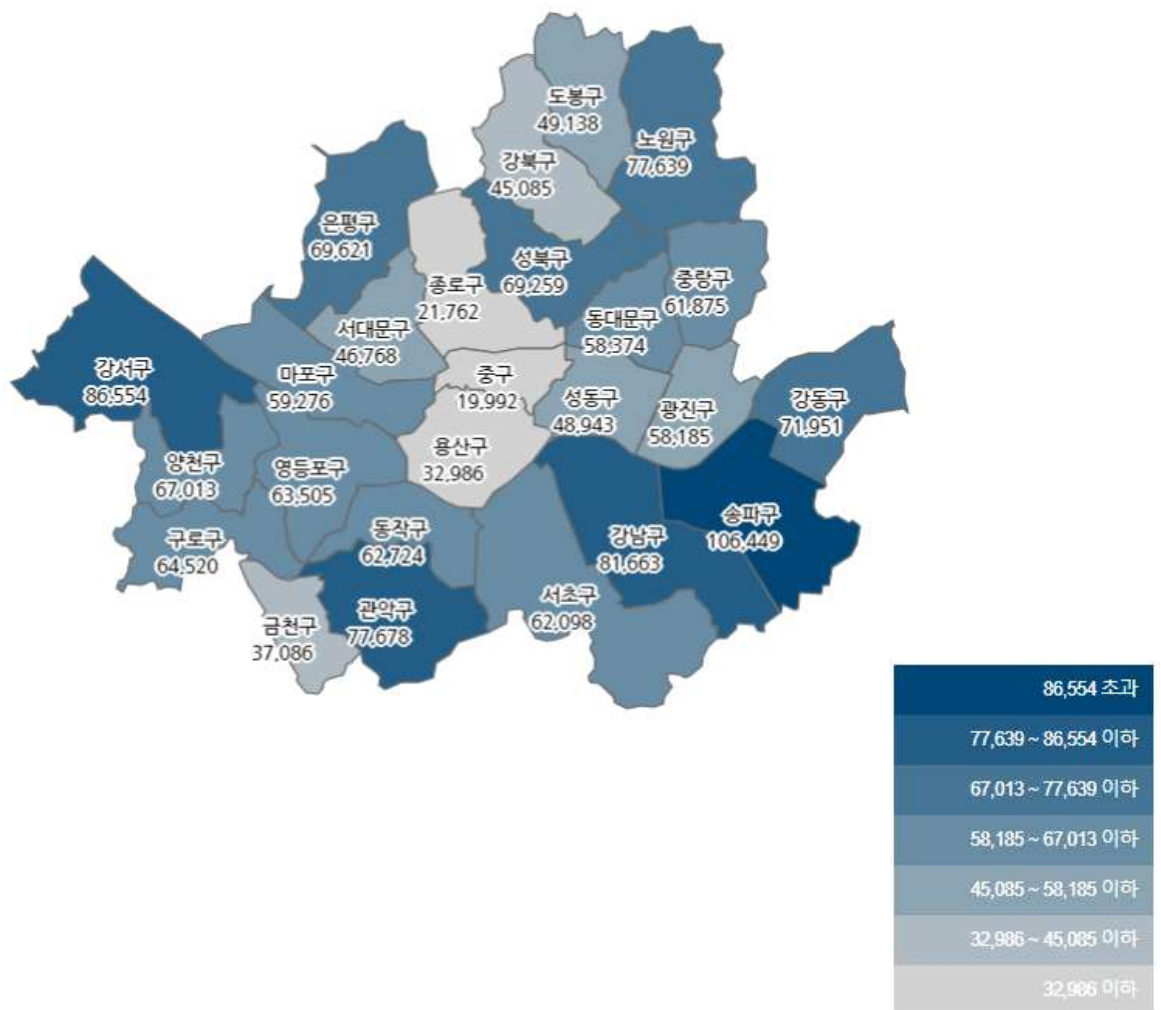 도봉구
49,138
노원구
77,639
강북구
45,085
은평구
69,621
성북구
69,259
중랑구
61,875
종로구
21,762
동대문구
58,374
서대문구
46,768
강서구
86,554
마포구
59,276
중구
19,992
성동구
48,943
광진구
58,185
강동구
71,951
용산구
32,986
양천구
67,013
영등포구
63,505
송파구
106,449
동작구
62,724
강남구
81,663
구로구
64,520
서초구
62,098
관악구
77,678
금천구
37,086
86,554 초과
77,639 ~ 86,554 이하
67,013 ~ 77,639 이하
58,185 ~ 67,013 이하
45,085 ~ 58,185 이하
32,986 ~ 45,085 이하
32,986 이하